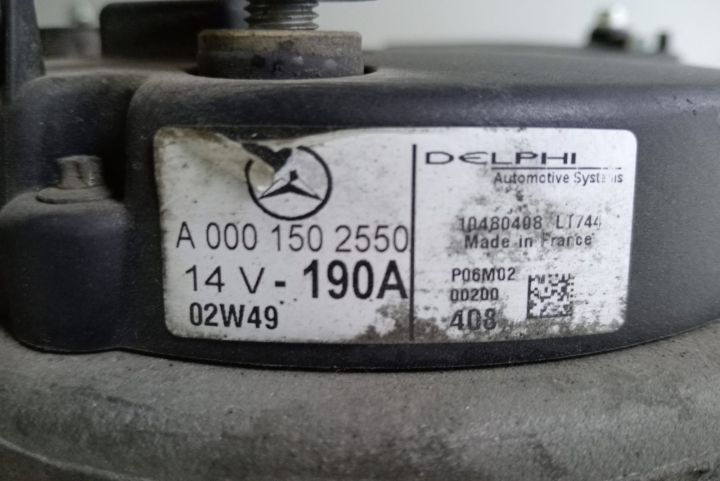 A 000 150 2550
14 V - 190A
02W49
DELPHI
Automotive Systems
10480408 LT744
Made in France
P06M02
00200
408